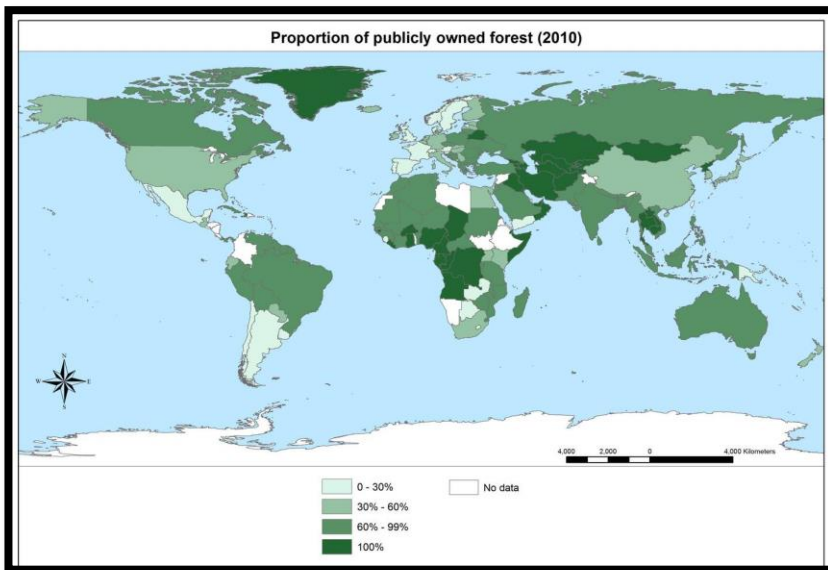 Proportion of publicly owned forest (2010)
N
W E
S
4,000 2,000 0 4,000 Kilometers
0 - 30%
No data
30% - 60%
60% - 99%
100%